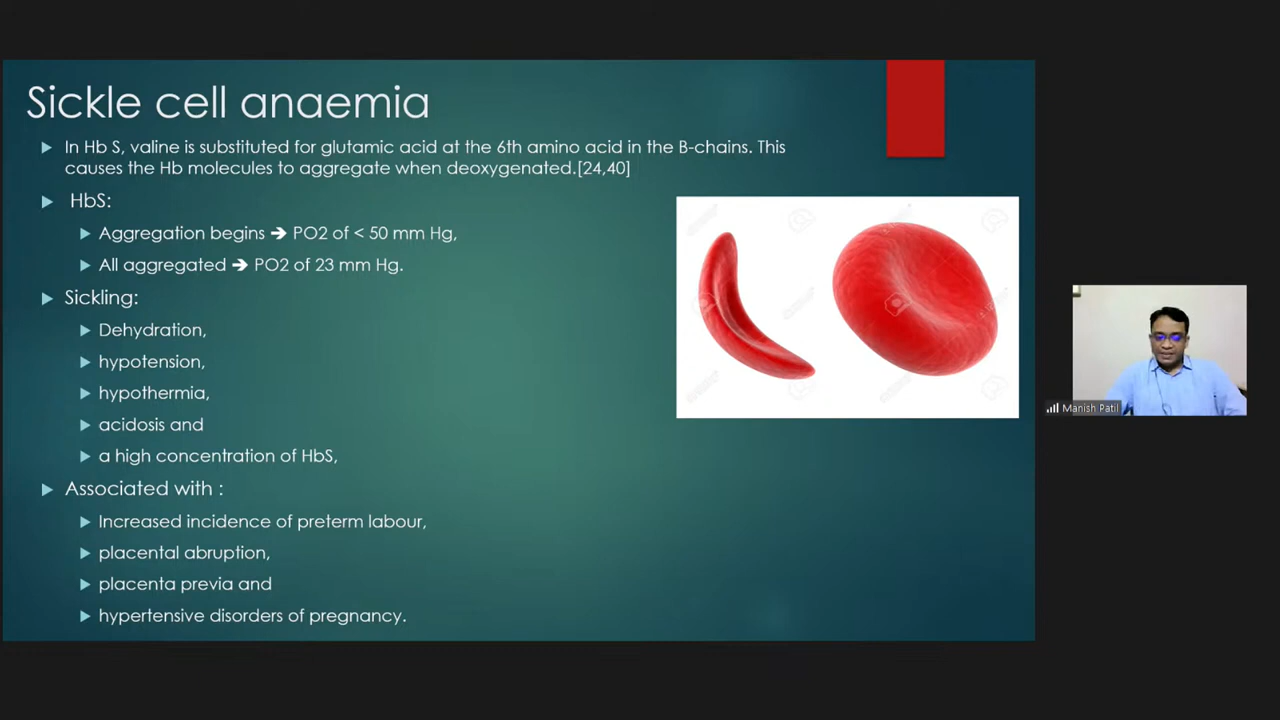 Sickle cell anaemia
In Hb S, valine is substituted for glutamic acid at the 6th amino acid in the B-chains. This
causes the Hb molecules to aggregate when deoxygenated.[24,40]
HbS:
Aggregation begins ➔ PO2 of < 50 mm Hg,
All aggregated ➔ PO2 of 23 mm Hg.
Sickling:
Dehydration,
hypotension,
hypothermia,
acidosis and
a high concentration of HbS,
Associated with :
Increased incidence of preterm labour,
placental abruption,
placenta previa and
hypertensive disorders of pregnancy.
Manish Patil